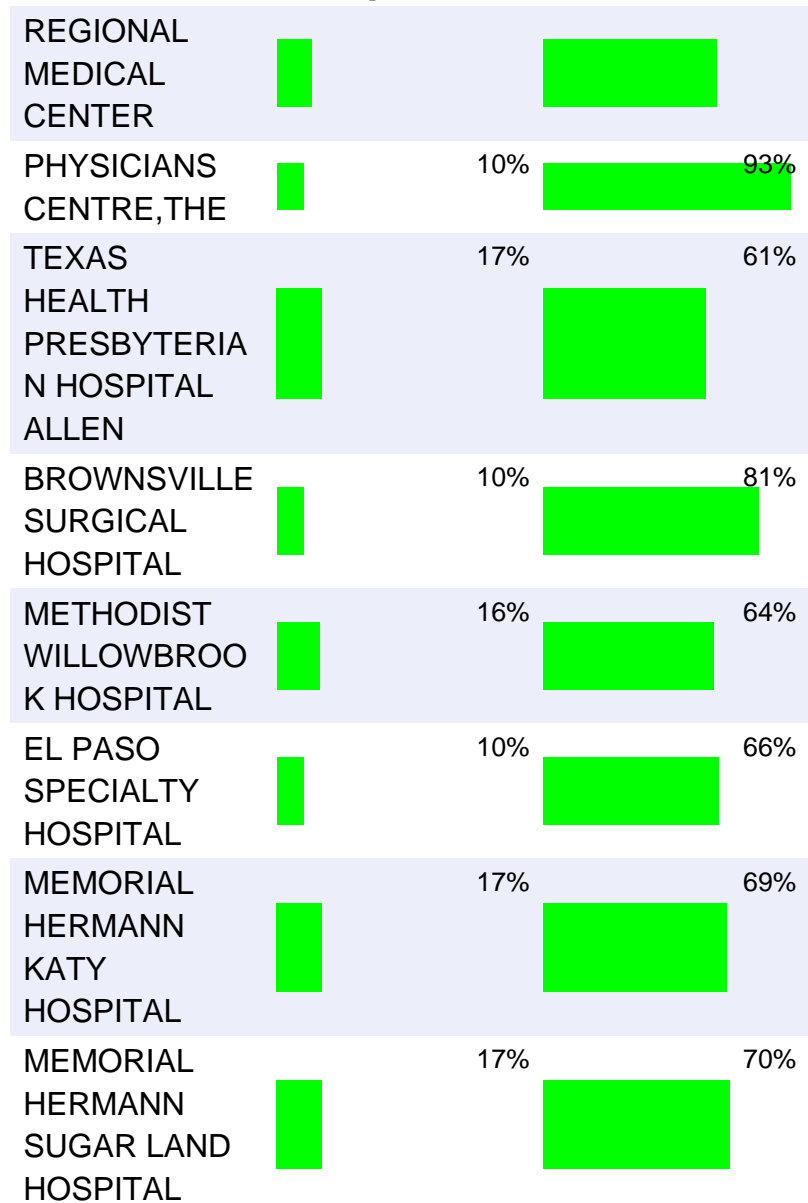 REGIONAL
MEDICAL
CENTER
PHYSICIANS 10% 93%
CENTRE,THE
TEXAS 17% 61%
HEALTH
PRESBYTERIA
N HOSPITAL
ALLEN
BROWNSVILLE 10% 81%
SURGICAL
HOSPITAL
METHODIST 16% 64%
WILLOWBROO
K HOSPITAL
EL PASO 10% 66%
SPECIALTY
HOSPITAL
MEMORIAL 17% 69%
HERMANN
KATY
HOSPITAL
MEMORIAL 17% 70%
HERMANN
SUGAR LAND
HOSPITAL